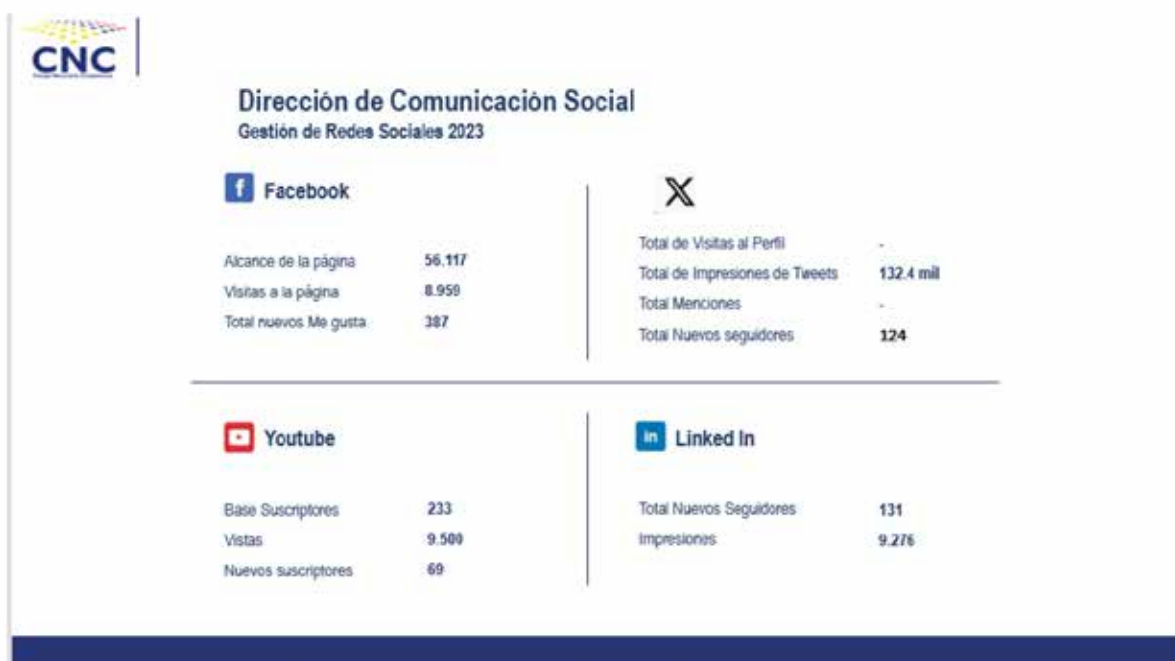 CNC
Dirección de Comunicación Social
Gestión de Redes Sociales 2023
f Facebook
Alcance de la página 56.117
Visitas a la página 8.959
Total nuevos Me gusta 387
X
Total de Visitas al Perfil -
Total de Impresiones de Tweets 132.4 mil
Total Menciones -
Total Nuevos seguidores 124
Youtube
Base Suscriptores 233
Vistas 9.500
Nuevos suscriptores 69
in Linked In
Total Nuevos Seguidores 131
Impresiones 9.276